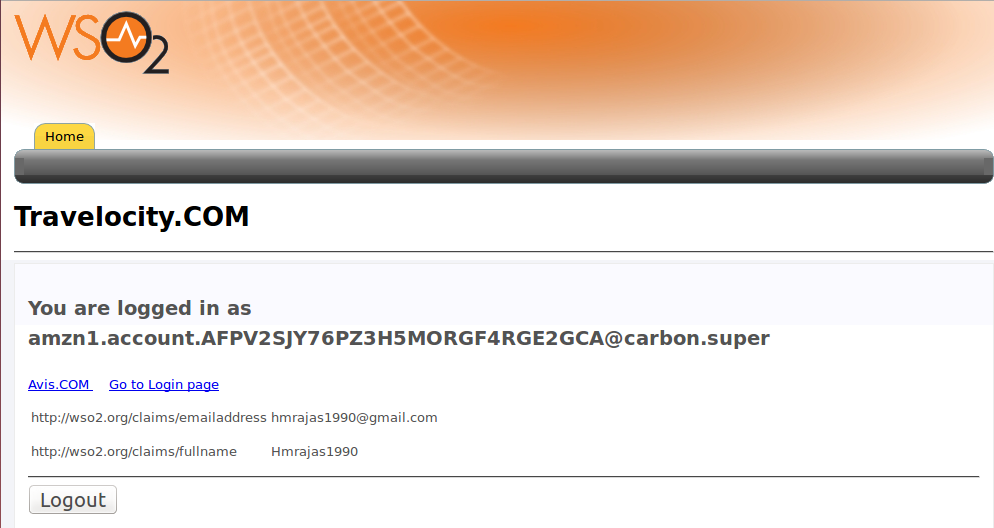 WSO2
Home
Travelocity.COM
You are logged in as
amzn1.account.AFPV2SJY76PZ3H5MORGF4RGE2GCA@carbon.super
Avis.COM Go to Login page
http://wso2.org/claims/emailaddress hmrajas1990@gmail.com
http://wso2.org/claims/fullname Hmrajas1990
Logout